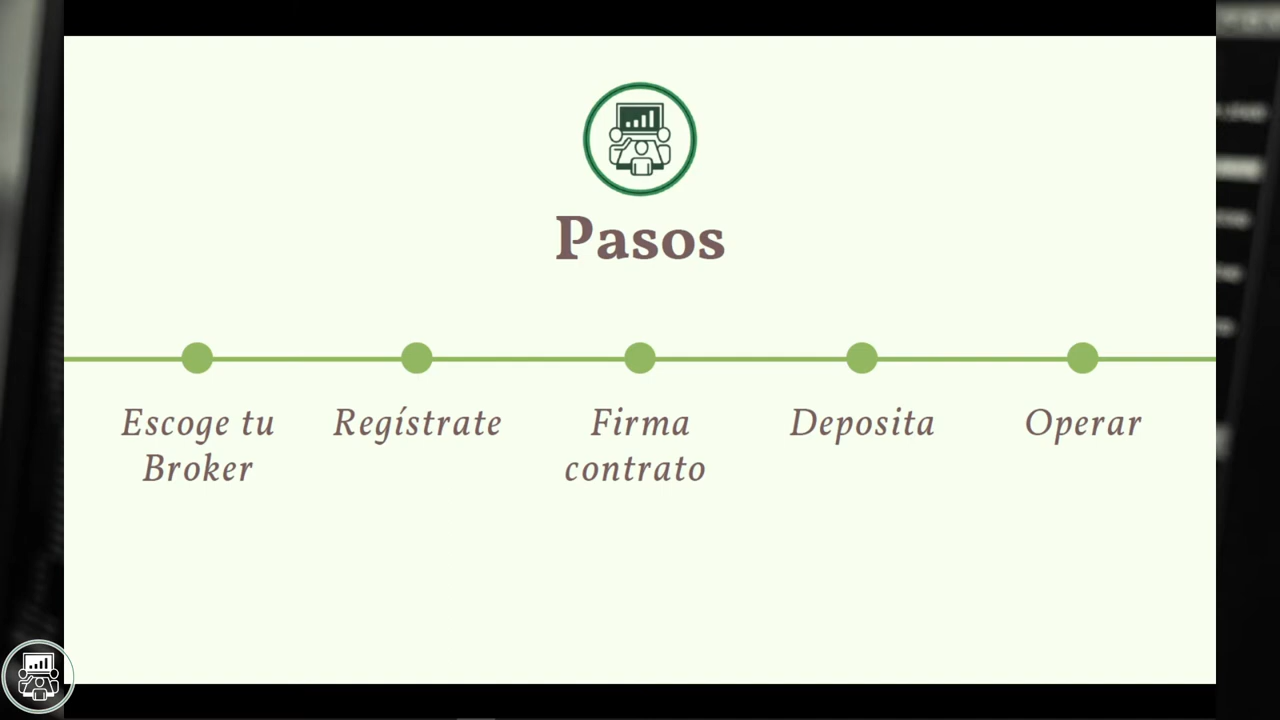 Pasos
Escoge tu
Broker
Regístrate
Firma
contrato
Deposita
Operar